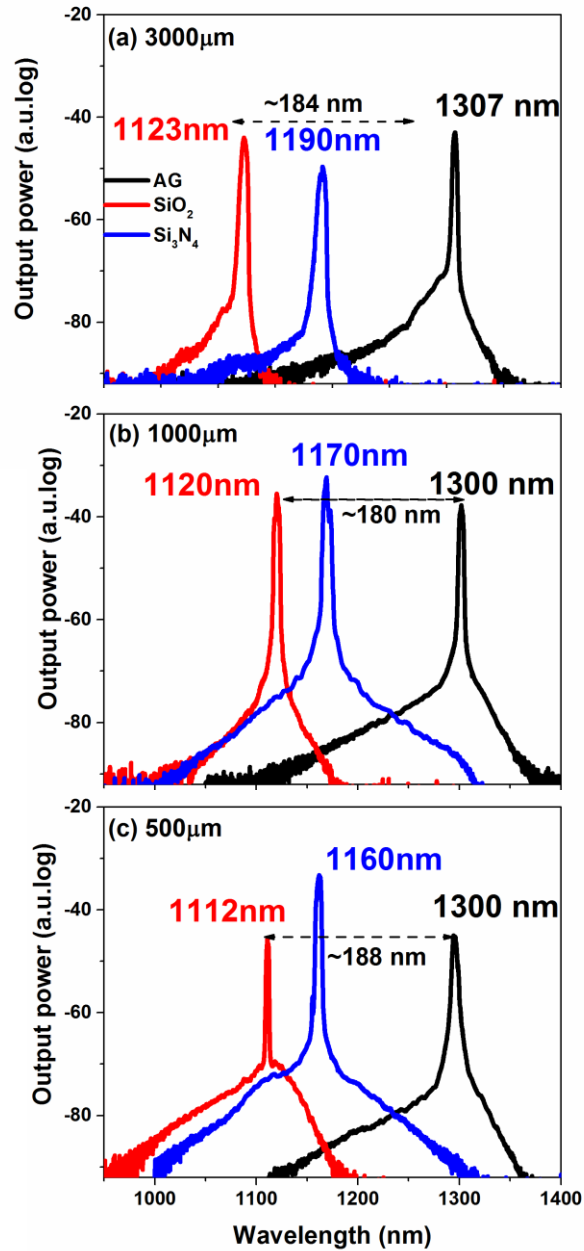 -20
(a) 3000μm
-40
~184 nm
1307 nm
1123nm
1190nm
AG
SiO2
Si3N4
-60
-80
Output power (a.u.log)
-20
(b) 1000μm
1170nm
1120nm
1300 nm
-40
~180 nm
-60
-80
Output power (a.u.log)
-20
(c) 500μm
1160nm
1112nm
1300 nm
-40
~188 nm
-60
-80
Output power (a.u.log)
1000 1100 1200 1300 1400
Wavelength (nm)